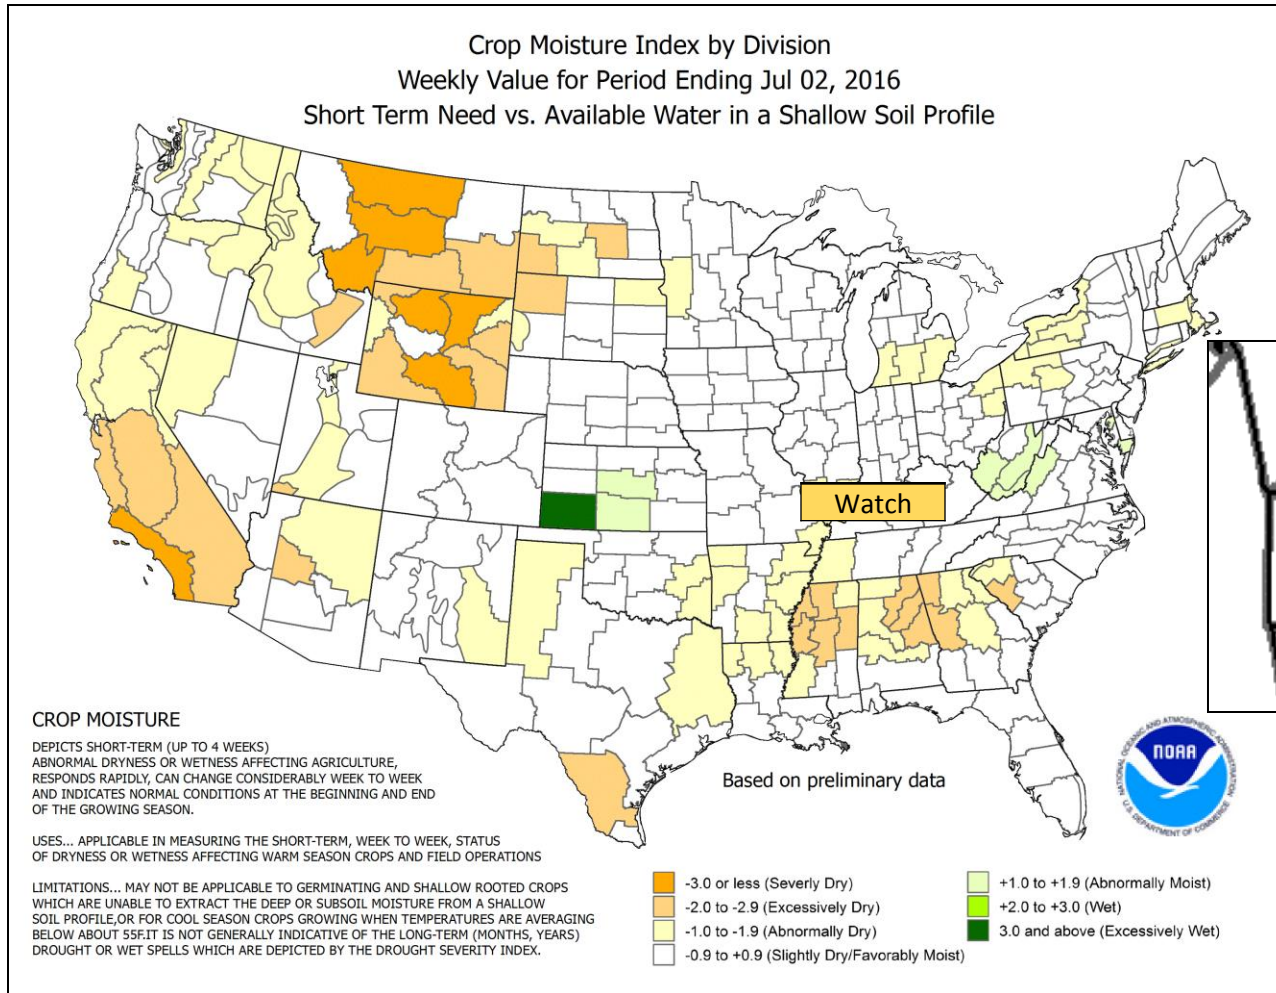 Crop Moisture Index by Division
Weekly Value for Period Ending Jul 02, 2016
Short Term Need vs. Available Water in a Shallow Soil Profile
Watch
CROP MOISTURE
DEPICTS SHORT-TERM (UP TO 4 WEEKS)
ABNORMAL DRYNESS OR WETNESS AFFECTING AGRICULTURE,
RESPONDS RAPIDLY, CAN CHANGE CONSIDERABLY WEEK TO WEEK
AND INDICATES NORMAL CONDITIONS AT THE BEGINNING AND END
OF THE GROWING SEASON.
USES... APPLICABLE IN MEASURING THE SHORT-TERM, WEEK TO WEEK, STATUS
OF DRYNESS OR WETNESS AFFECTING WARM SEASON CROPS AND FIELD OPERATIONS
LIMITATIONS... MAY NOT BE APPLICABLE TO GERMINATING AND SHALLOW ROOTED CROPS
WHICH ARE UNABLE TO EXTRACT THE DEEP OR SUBSOIL MOISTURE FROM A SHALLOW
SOIL PROFILE,OR FOR COOL SEASON CROPS GROWING WHEN TEMPERATURES ARE AVERAGING
BELOW ABOUT 55F.IT IS NOT GENERALLY INDICATIVE OF THE LONG-TERM (MONTHS, YEARS)
DROUGHT OR WET SPELLS WHICH ARE DEPICTED BY THE DROUGHT SEVERITY INDEX.
Based on preliminary data
NATIONAL OCEANIC AND ATMOSPHERIC ADMINISTRATION
NOAA
U.S. DEPARTMENT OF COMMERCE
-3.0 or less (Severly Dry)
-2.0 to -2.9 (Excessively Dry)
-1.0 to -1.9 (Abnormally Dry)
-0.9 to +0.9 (Slightly Dry/Favorably Moist)
+1.0 to +1.9 (Abnormally Moist)
+2.0 to +3.0 (Wet)
3.0 and above (Excessively Wet)